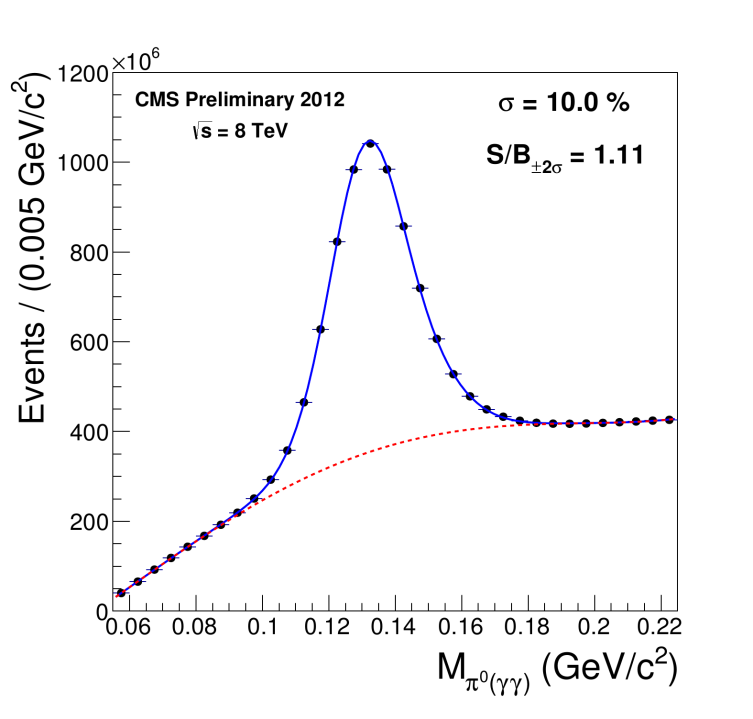 ×10⁶
1200
1000
800
600
400
200
0
Events / (0.005 GeV/c²)
CMS Preliminary 2012
√s = 8 TeV
σ = 10.0 %
S/B±2σ = 1.11
0.06 0.08 0.1 0.12 0.14 0.16 0.18 0.2 0.22
Mπ⁰(γγ) (GeV/c²)